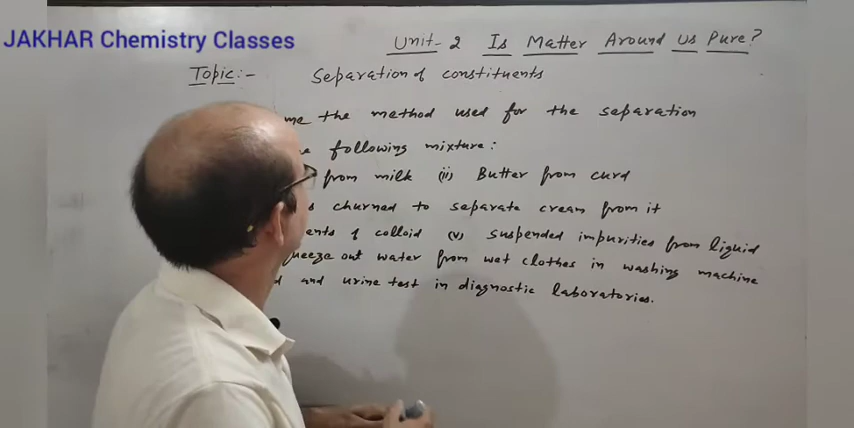 JAKHAR Chemistry Classes
Unit-2 Is Matter Around Us Pure?
Topic:- Separation of constituents
me the method used for the separation
following mixture:
from milk (ii) Butter from curd
s churned to separate cream from it
ents of colloid (v) suspended impurities from liquid
queeze out water from wet clothes in washing machine
d and urine test in diagnostic laboratories.